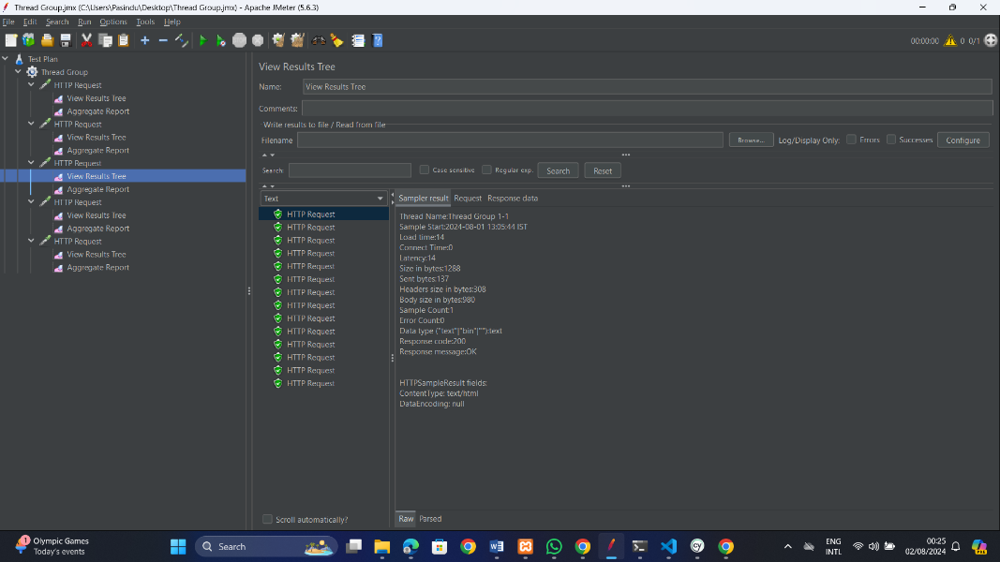 Thread Group.jmx (C:\Users\Pasindu\Desktop\Thread Group.jmx) - Apache JMeter (5.6.3)
File Edit Search Run Options Tools Help
00:00:00 0 0/1
Test Plan
Thread Group
HTTP Request
View Results Tree
Aggregate Report
HTTP Request
View Results Tree
Aggregate Report
HTTP Request
View Results Tree
Aggregate Report
HTTP Request
View Results Tree
Aggregate Report
HTTP Request
View Results Tree
Aggregate Report
View Results Tree
Name: View Results Tree
Comments:
Write results to file / Read from file
Filename Browse... Log/Display Only: Errors Successes Configure
Search: Case sensitive Regular exp. Search Reset
Text
HTTP Request
HTTP Request
HTTP Request
HTTP Request
HTTP Request
HTTP Request
HTTP Request
HTTP Request
HTTP Request
HTTP Request
HTTP Request
HTTP Request
HTTP Request
HTTP Request
Scroll automatically?
Sampler result Request Response data
Thread Name:Thread Group 1-1
Sample Start:2024-08-01 13:05:44 IST
Load time:14
Connect Time:0
Latency:14
Size in bytes:1288
Sent bytes:137
Headers size in bytes:308
Body size in bytes:980
Sample Count:1
Error Count:0
Data type ("text"|"bin"|""):text
Response code:200
Response message:OK
HTTPSampleResult fields:
ContentType: text/html
DataEncoding: null
Raw Parsed
1
Olympic Games
Today's events
Search
ENG
INTL
00:25
02/08/2024